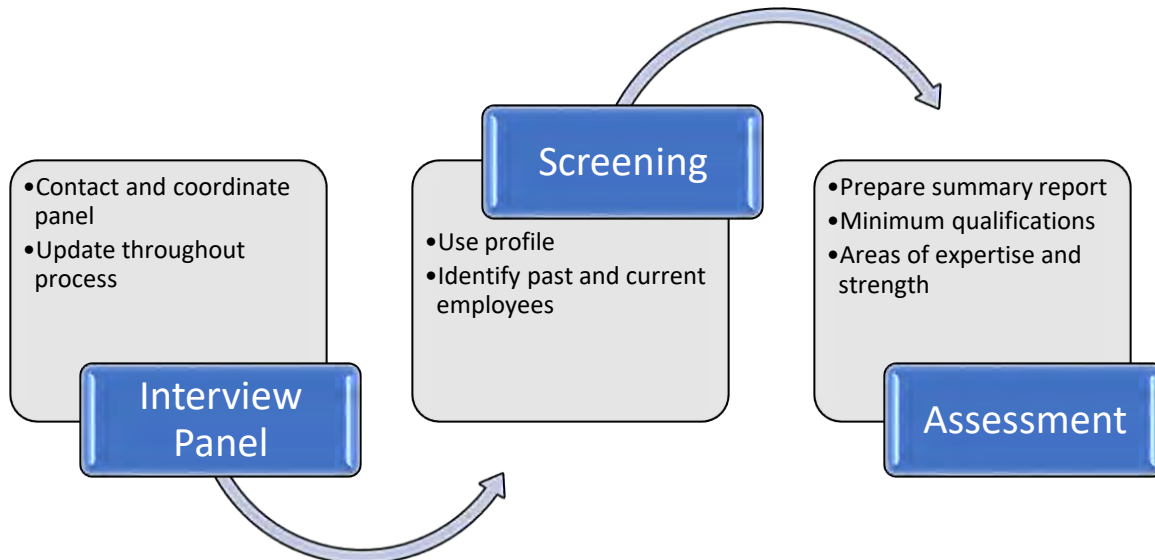 •Contact and coordinate
panel
•Update throughout
process
Interview
Panel
Screening
•Use profile
•Identify past and current
employees
•Prepare summary report
•Minimum qualifications
•Areas of expertise and
strength
Assessment